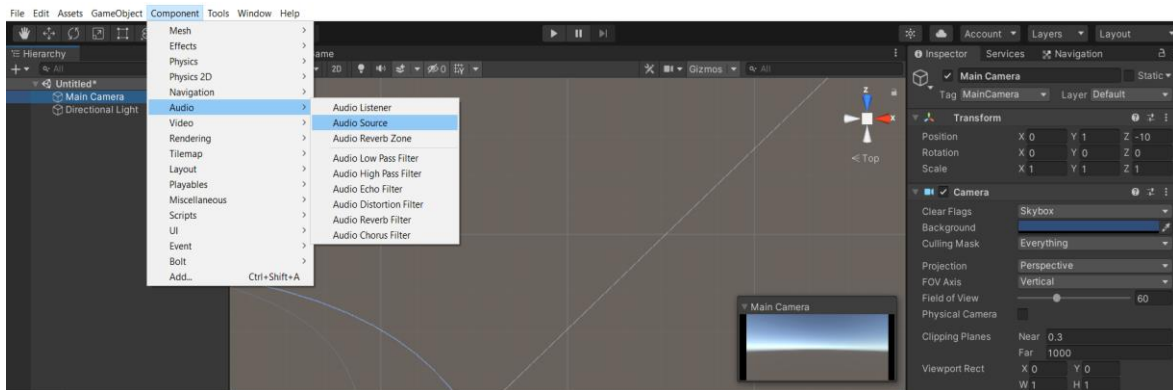 File Edit Assets GameObject Component Tools Window Help
Account Layers Layout
Hierarchy
All
Untitled*
Main Camera
Directional Light
Mesh
Effects
Physics
Physics 2D
Navigation
Audio
Video
Rendering
Tilemap
Layout
Playables
Miscellaneous
Scripts
UI
Event
Bolt
Add... Ctrl+Shift+A
Audio Listener
Audio Source
Audio Reverb Zone
Audio Low Pass Filter
Audio High Pass Filter
Audio Echo Filter
Audio Distortion Filter
Audio Reverb Filter
Audio Chorus Filter
ame
2D 0 Gizmos All
z
x
< Top
Main Camera
Inspector Services Navigation
Main Camera Static
Tag MainCamera Layer Default
Transform
Position X 0 Y 1 Z -10
Rotation X 0 Y 0 Z 0
Scale X 1 Y 1 Z 1
Camera
Clear Flags Skybox
Background
Culling Mask Everything
Projection Perspective
FOV Axis Vertical
Field of View 60
Physical Camera
Clipping Planes Near 0.3
Far 1000
Viewport Rect X 0 Y 0
W 1 H 1